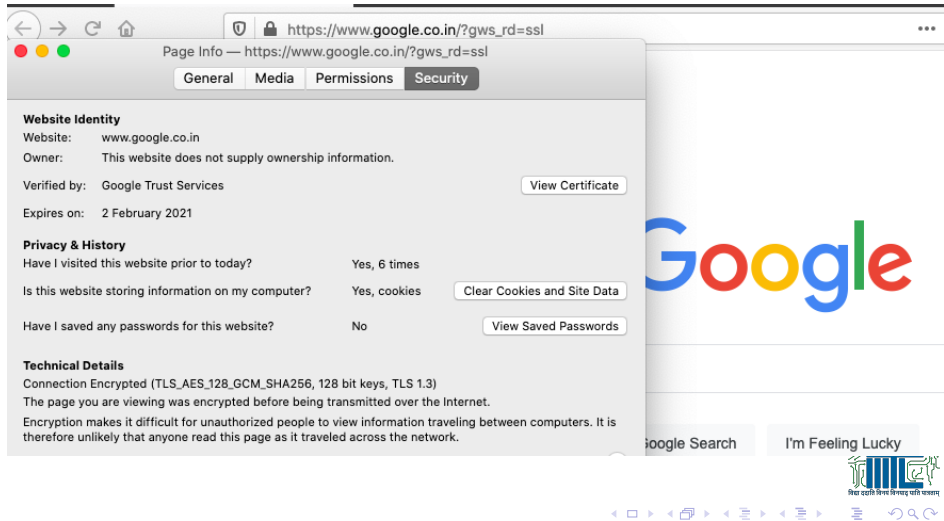 https://www.google.co.in/?gws_rd=ssl
Page Info — https://www.google.co.in/?gws_rd=ssl
General Media Permissions Security
Website Identity
Website: www.google.co.in
Owner: This website does not supply ownership information.
Verified by: Google Trust Services View Certificate
Expires on: 2 February 2021
Privacy & History
Have I visited this website prior to today? Yes, 6 times
Is this website storing information on my computer? Yes, cookies Clear Cookies and Site Data
Have I saved any passwords for this website? No View Saved Passwords
Technical Details
Connection Encrypted (TLS_AES_128_GCM_SHA256, 128 bit keys, TLS 1.3)
The page you are viewing was encrypted before being transmitted over the Internet.
Encryption makes it difficult for unauthorized people to view information traveling between computers. It is
therefore unlikely that anyone read this page as it traveled across the network.
Google
Google Search I'm Feeling Lucky
विद्या ददाति विनयं विनयाद् याति पात्रताम्